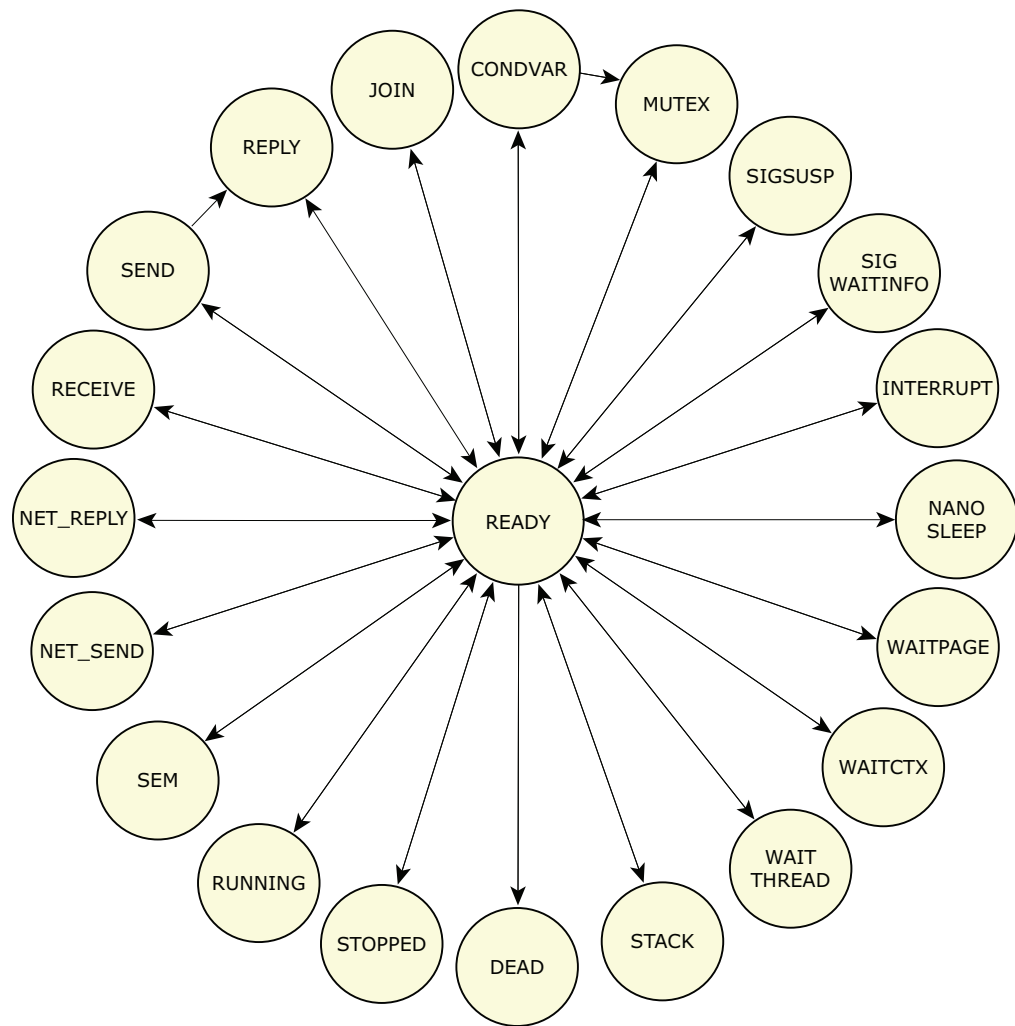 CONDVAR
JOIN
MUTEX
REPLY
SIGSUSP
SEND
SIG
WAITINFO
RECEIVE
INTERRUPT
NET_REPLY
READY
NANO
SLEEP
NET_SEND
WAITPAGE
SEM
WAITCTX
RUNNING
WAIT
THREAD
STOPPED
DEAD
STACK